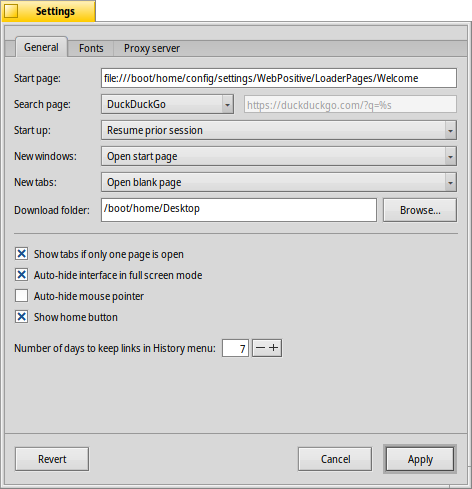 Settings
General Fonts Proxy server
Start page: file:///boot/home/config/settings/WebPositive/LoaderPages/Welcome
Search page: DuckDuckGo https://duckduckgo.com/?q=%s
Start up: Resume prior session
New windows: Open start page
New tabs: Open blank page
Download folder: /boot/home/Desktop Browse...
Show tabs if only one page is open
Auto-hide interface in full screen mode
Auto-hide mouse pointer
Show home button
Number of days to keep links in History menu: 7
Revert Cancel Apply